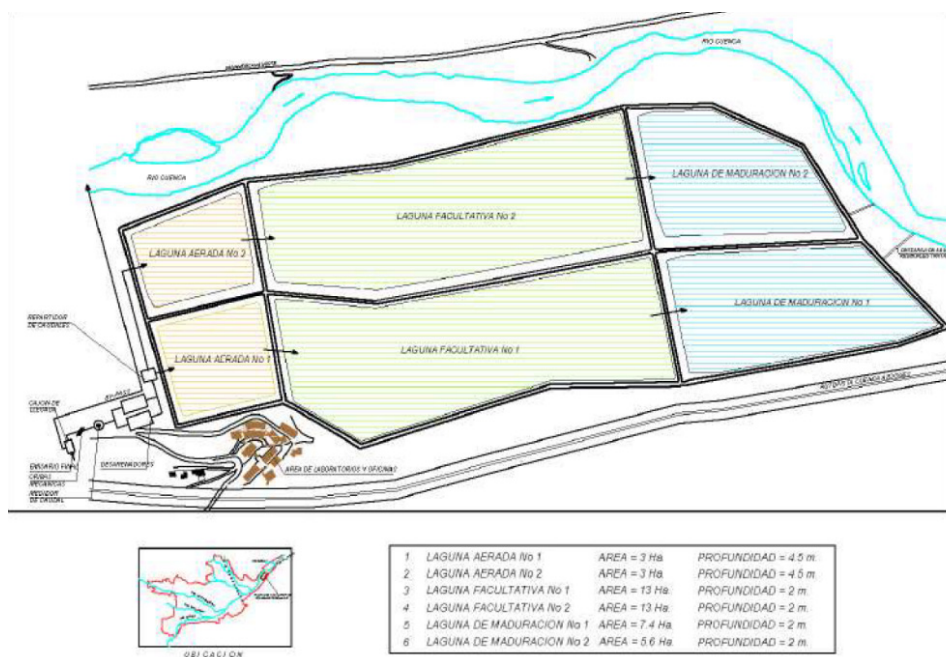 RIO CUENCA
RIO CUENCA
LAGUNA DE MADURACION No 2
LAGUNA FACULTATIVA No 2
LAGUNA AERADA No 2
LAGUNA DE MADURACION No 1
REPARTIDOR
DE CAUDALES
LAGUNA FACULTATIVA No 1
LAGUNA AERADA No 1
BY-PASS
CAJON DE
LLEGADA
EMISARIO FINAL
DESARENADORES
AREA DE LABORATORIOS Y OFICINAS
CRIBAS
MECANICAS
MEDIDOR
DE CAUDAL
1 LAGUNA AERADA No 1 AREA = 3 Ha PROFUNDIDAD = 4.5 m
2 LAGUNA AERADA No 2 AREA = 3 Ha. PROFUNDIDAD = 4.5 m
3 LAGUNA FACULTATIVA No 1 AREA = 13 Ha. PROFUNDIDAD = 2 m.
4 LAGUNA FACULTATIVA No 2 AREA = 13 Ha. PROFUNDIDAD = 2 m.
5 LAGUNA DE MADURACION No 1 AREA = 7.4 Ha. PROFUNDIDAD = 2 m.
6 LAGUNA DE MADURACION No 2 AREA = 5.6 Ha. PROFUNDIDAD = 2 m.
UBICACION